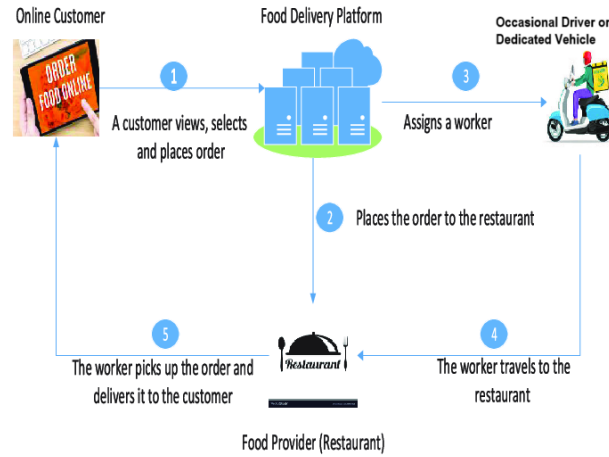 Online Customer
Food Delivery Platform
Occasional Driver or
Dedicated Vehicle
ORDER
FOOD ONLINE
1
3
A customer views, selects
and places order
Assigns a worker
2
Places the order to the restaurant
5
4
Restaurant
The worker picks up the order and
delivers it to the customer
The worker travels to the
restaurant
Food Provider (Restaurant)